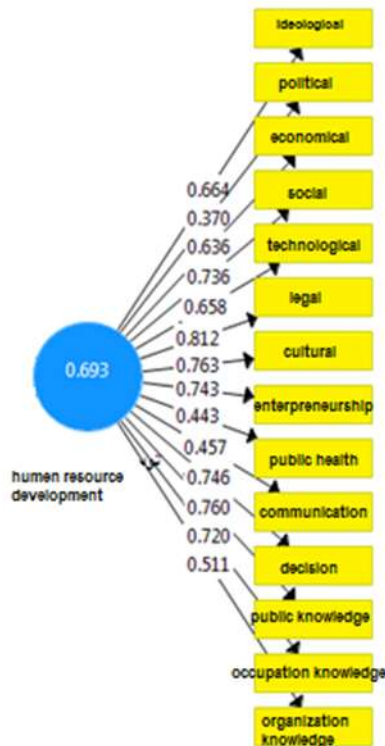 ideological
political
economical
social
technological
legal
cultural
enterpreneurship
public health
communication
decision
public knowledge
occupation knowledge
organization
knowledge
0.664
0.370
0.636
0.736
0.658
0.812
0.763
0.743
0.443
0.457
0.746
0.760
0.720
0.511
0.693
human resource
development